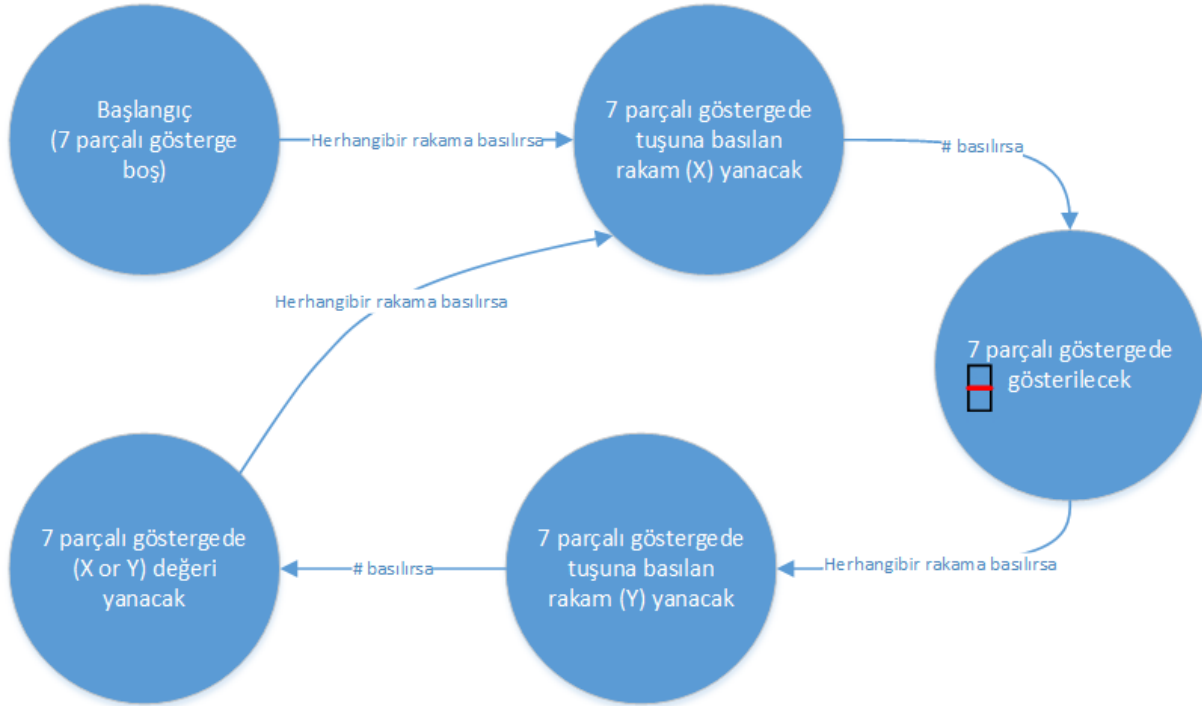 Başlangıç
(7 parçalı gösterge
boş)
Herhangibir rakama basılırsa
7 parçalı göstergede
tuşuna basılan
rakam (X) yanacak
# basılırsa
7 parçalı göstergede
gösterilecek
Herhangibir rakama basılırsa
7 parçalı göstergede
tuşuna basılan
rakam (Y) yanacak
# basılırsa
7 parçalı göstergede
(X or Y) değeri
yanacak
Herhangibir rakama basılırsa